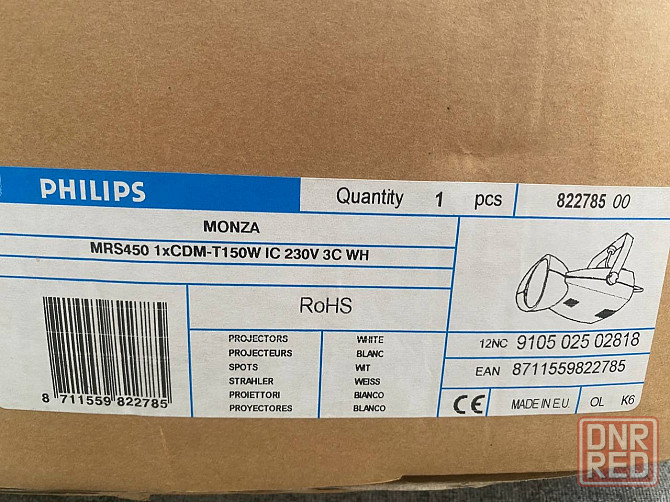 PHILIPS
Quantity 1 pcs 822785 00
MONZA
MRS450 1xCDM-T150W IC 230V 3C WH
RoHS
PROJECTORS WHITE
PROJECTEURS BLANC
SPOTS WIT
STRAHLER WEISS
PROIETTORI BIANCO
PROYECTORES BLANCO
8 711559 822785
12NC 9105 025 02818
EAN 8711559822785
CE MADE IN E.U. OL K6
DNR
RED